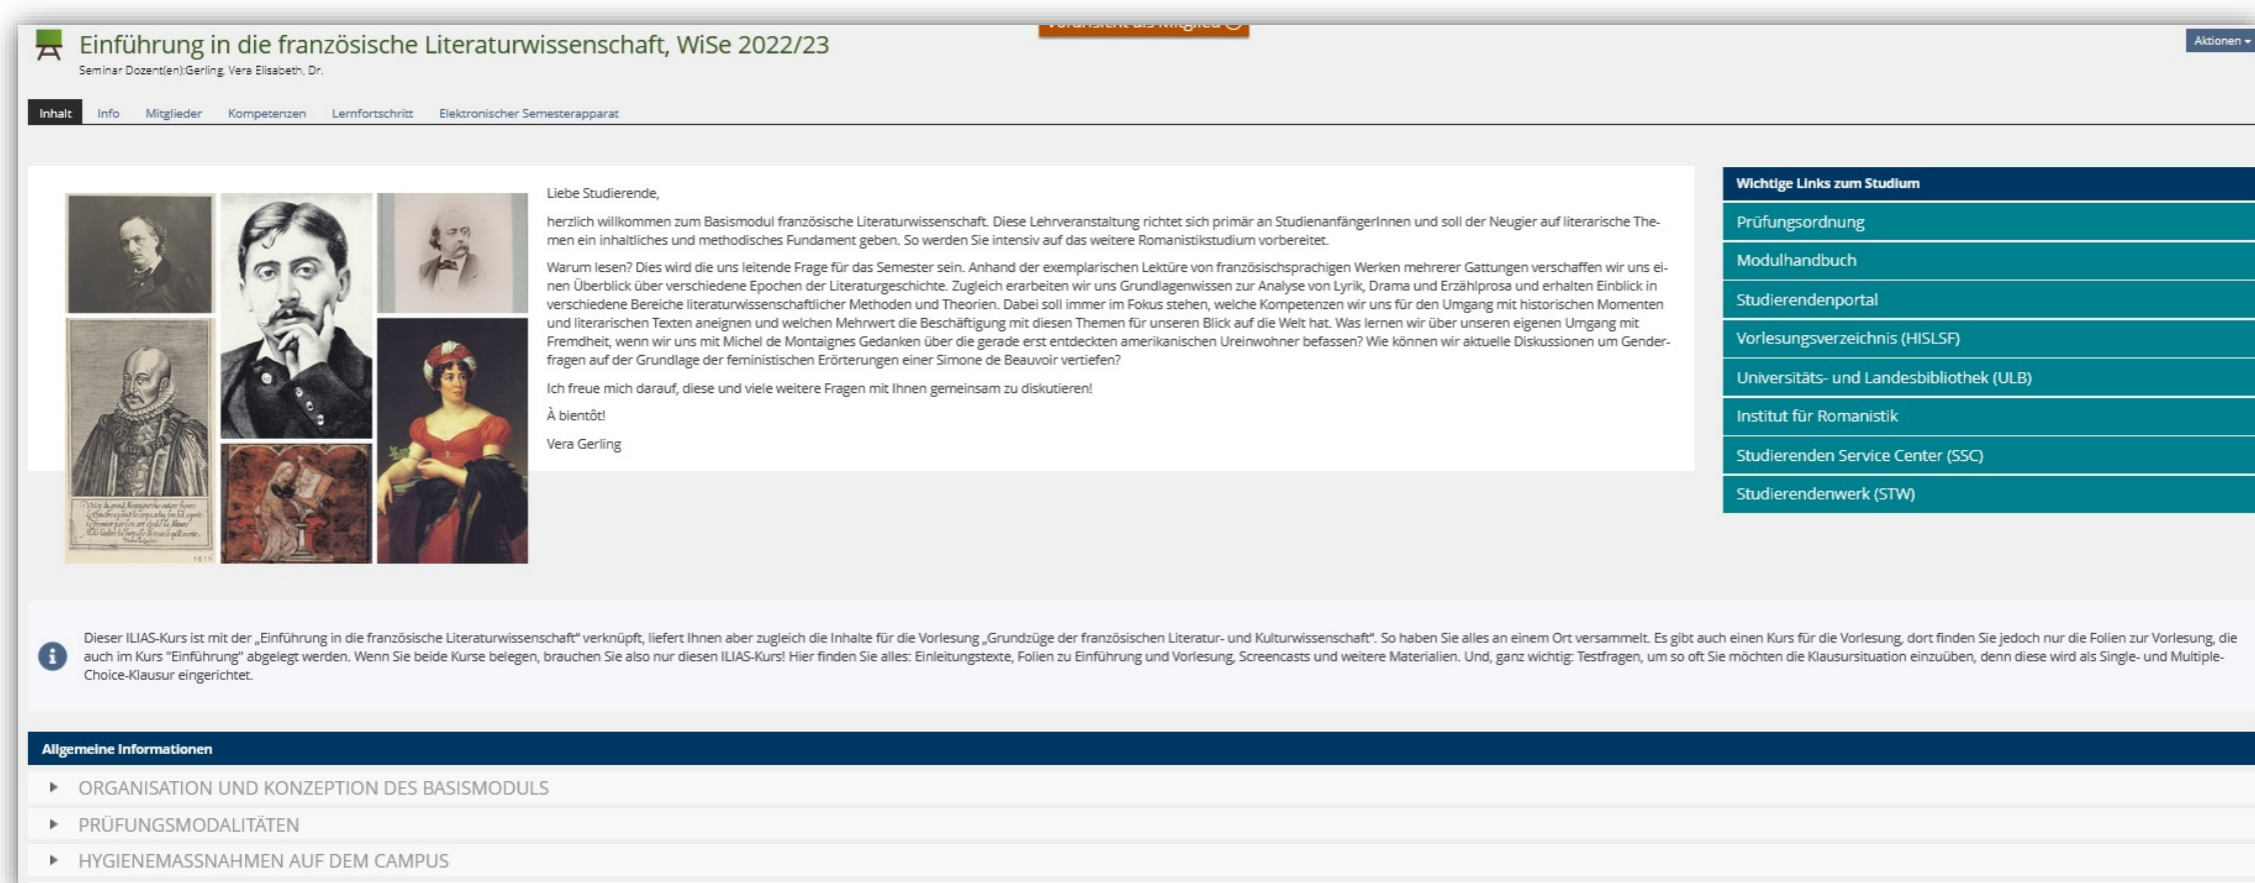 Einführung in die französische Literaturwissenschaft, WiSe 2022/23
Aktionen
Seminar Dozent(en):Gerling, Vera Elisabeth, Dr.
Inhalt Info Mitglieder Kompetenzen Lernfortschritt Elektronischer Semesterapparat
Liebe Studierende,
herzlich willkommen zum Basismodul französische Literaturwissenschaft. Diese Lehrveranstaltung richtet sich primär an StudienanfängerInnen und soll der Neugier auf literarische The-
men ein inhaltliches und methodisches Fundament geben. So werden Sie intensiv auf das weitere Romanistikstudium vorbereitet.
Warum lesen? Dies wird die uns leitende Frage für das Semester sein. Anhand der exemplarischen Lektüre von französischsprachigen Werken mehrerer Gattungen verschaffen wir uns ei-
nen Überblick über verschiedene Epochen der Literaturgeschichte. Zugleich erarbeiten wir uns Grundlagenwissen zur Analyse von Lyrik, Drama und Erzählprosa und erhalten Einblick in
verschiedene Bereiche literaturwissenschaftlicher Methoden und Theorien. Dabei soll immer im Fokus stehen, welche Kompetenzen wir uns für den Umgang mit historischen Momenten
und literarischen Texten aneignen und welchen Mehrwert die Beschäftigung mit diesen Themen für unseren Blick auf die Welt hat. Was lernen wir über unseren eigenen Umgang mit
Fremdheit, wenn wir uns mit Michel de Montaignes Gedanken über die gerade erst entdeckten amerikanischen Ureinwohner befassen? Wie können wir aktuelle Diskussionen um Gender-
fragen auf der Grundlage der feministischen Erörterungen einer Simone de Beauvoir vertiefen?
Ich freue mich darauf, diese und viele weitere Fragen mit Ihnen gemeinsam zu diskutieren!
À bientôt!
Vera Gerling
Wichtige Links zum Studium
Prüfungsordnung
Modulhandbuch
Studierendenportal
Vorlesungsverzeichnis (HISLSF)
Universitäts- und Landesbibliothek (ULB)
Institut für Romanistik
Studierenden Service Center (SSC)
Studierendenwerk (STW)
Dieser ILIAS-Kurs ist mit der „Einführung in die französische Literaturwissenschaft“ verknüpft, liefert Ihnen aber zugleich die Inhalte für die Vorlesung „Grundzüge der französischen Literatur- und Kulturwissenschaft“. So haben Sie alles an einem Ort versammelt. Es gibt auch einen Kurs für die Vorlesung, dort finden Sie jedoch nur die Folien zur Vorlesung, die
auch im Kurs "Einführung" abgelegt werden. Wenn Sie beide Kurse belegen, brauchen Sie also nur diesen ILIAS-Kurs! Hier finden Sie alles: Einleitungstexte, Folien zu Einführung und Vorlesung, Screencasts und weitere Materialien. Und, ganz wichtig: Testfragen, um so oft Sie möchten die Klausursituation einzuüben, denn diese wird als Single- und Multiple-
Choice-Klausur eingerichtet.
Allgemeine Informationen
ORGANISATION UND KONZEPTION DES BASISMODULS
PRÜFUNGSMODALITÄTEN
HYGIENEMASSNAHMEN AUF DEM CAMPUS